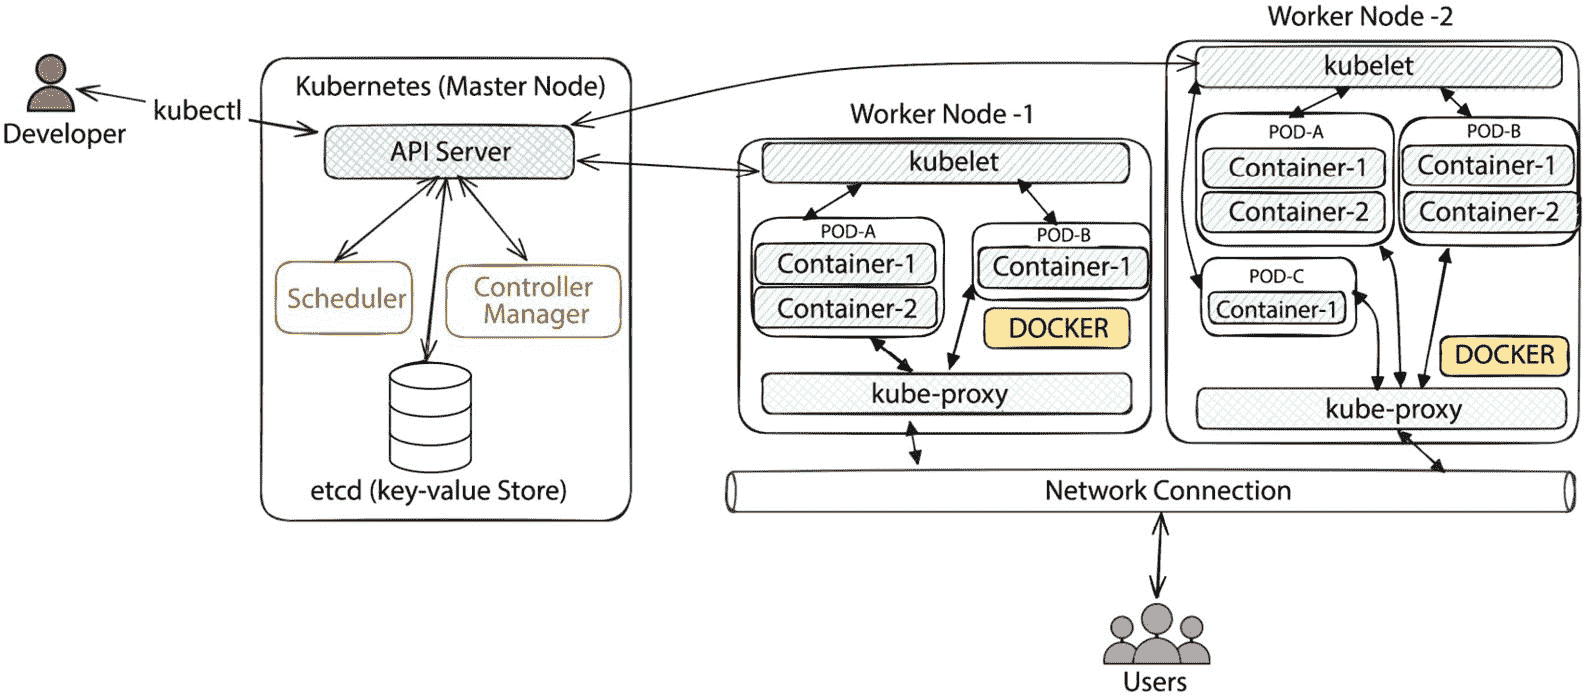 Developer
kubectl
Kubernetes (Master Node)
API Server
Scheduler
Controller
Manager
etcd (key-value Store)
Worker Node -1
kubelet
POD-A
Container-1
Container-2
POD-B
Container-1
DOCKER
kube-proxy
Worker Node -2
kubelet
POD-A
Container-1
Container-2
POD-B
Container-1
Container-2
POD-C
Container-1
DOCKER
kube-proxy
Network Connection
Users